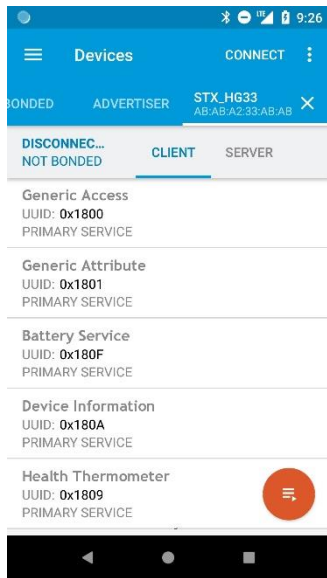 LTE 9:26
Devices CONNECT
BONDED ADVERTISER STX_HG33
AB:AB:A2:33:AB:AB
DISCONNEC... CLIENT SERVER
NOT BONDED
Generic Access
UUID: 0x1800
PRIMARY SERVICE
Generic Attribute
UUID: 0x1801
PRIMARY SERVICE
Battery Service
UUID: 0x180F
PRIMARY SERVICE
Device Information
UUID: 0x180A
PRIMARY SERVICE
Health Thermometer
UUID: 0x1809
PRIMARY SERVICE